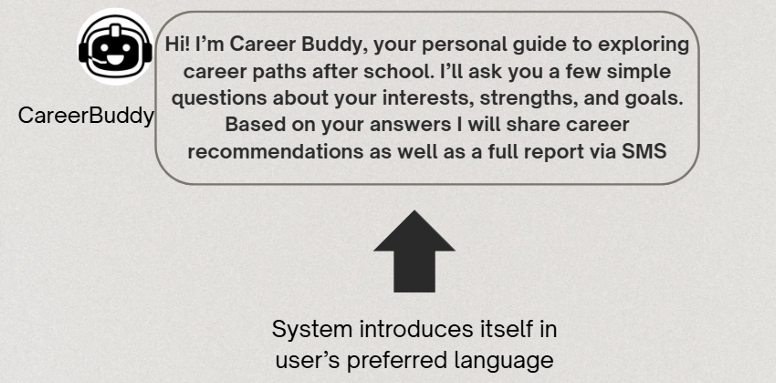 Hi! I’m Career Buddy, your personal guide to exploring
career paths after school. I’ll ask you a few simple
questions about your interests, strengths, and goals.
Based on your answers I will share career
recommendations as well as a full report via SMS
CareerBuddy
System introduces itself in
user’s preferred language